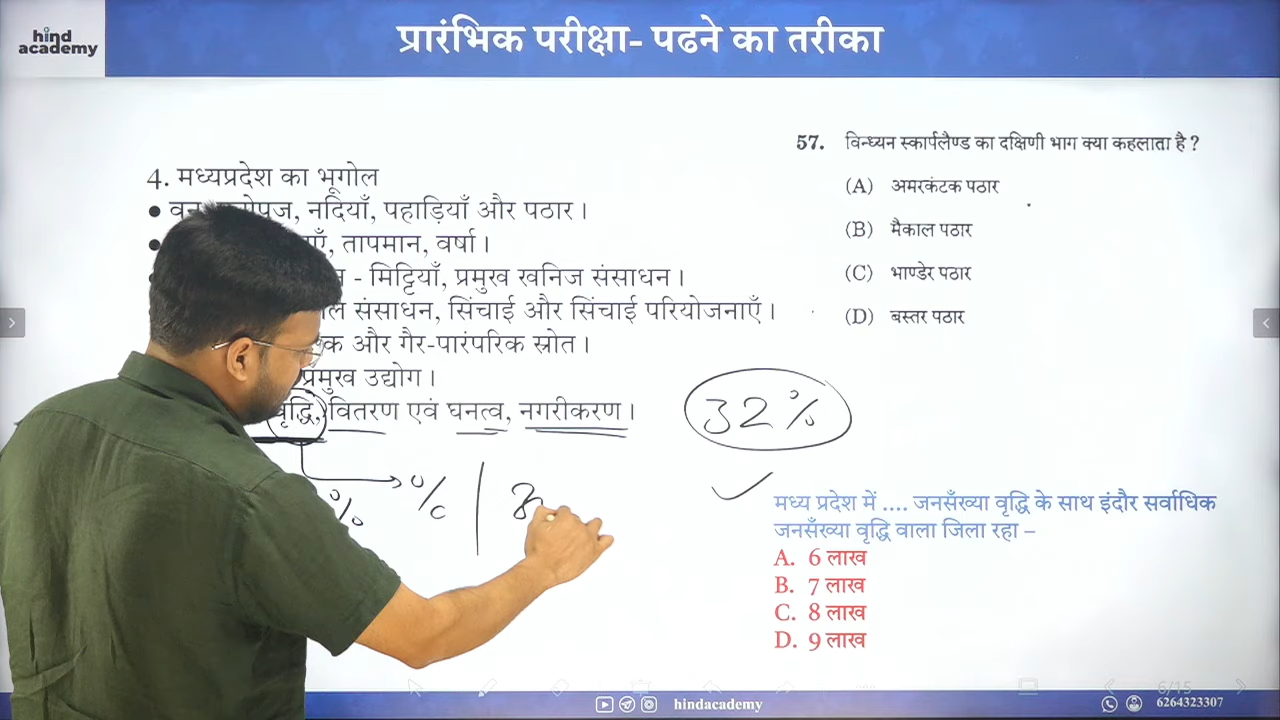 hind
academy
प्रारंभिक परीक्षा- पढने का तरीका
4. मध्यप्रदेश का भूगोल
नदियाँ, पहाड़ियाँ और पठार।
तापमान, वर्षा।
- मिट्टियाँ, प्रमुख खनिज संसाधन।
संसाधन, सिंचाई और सिंचाई परियोजनाएँ।
और गैर-पारंपरिक स्रोत।
प्रमुख उद्योग।
वृद्धि, वितरण एवं घनत्व, नगरीकरण।
32%
% %
57. विन्ध्यन स्कार्पलैण्ड का दक्षिणी भाग क्या कहलाता है ?
(A) अमरकंटक पठार
(B) मैकाल पठार
(C) भाण्डेर पठार
(D) बस्तर पठार
मध्य प्रदेश में .... जनसँख्या वृद्धि के साथ इंदौर सर्वाधिक
जनसँख्या वृद्धि वाला जिला रहा –
A. 6 लाख
B. 7 लाख
C. 8 लाख
D. 9 लाख
hindacademy
6/15
6264323307